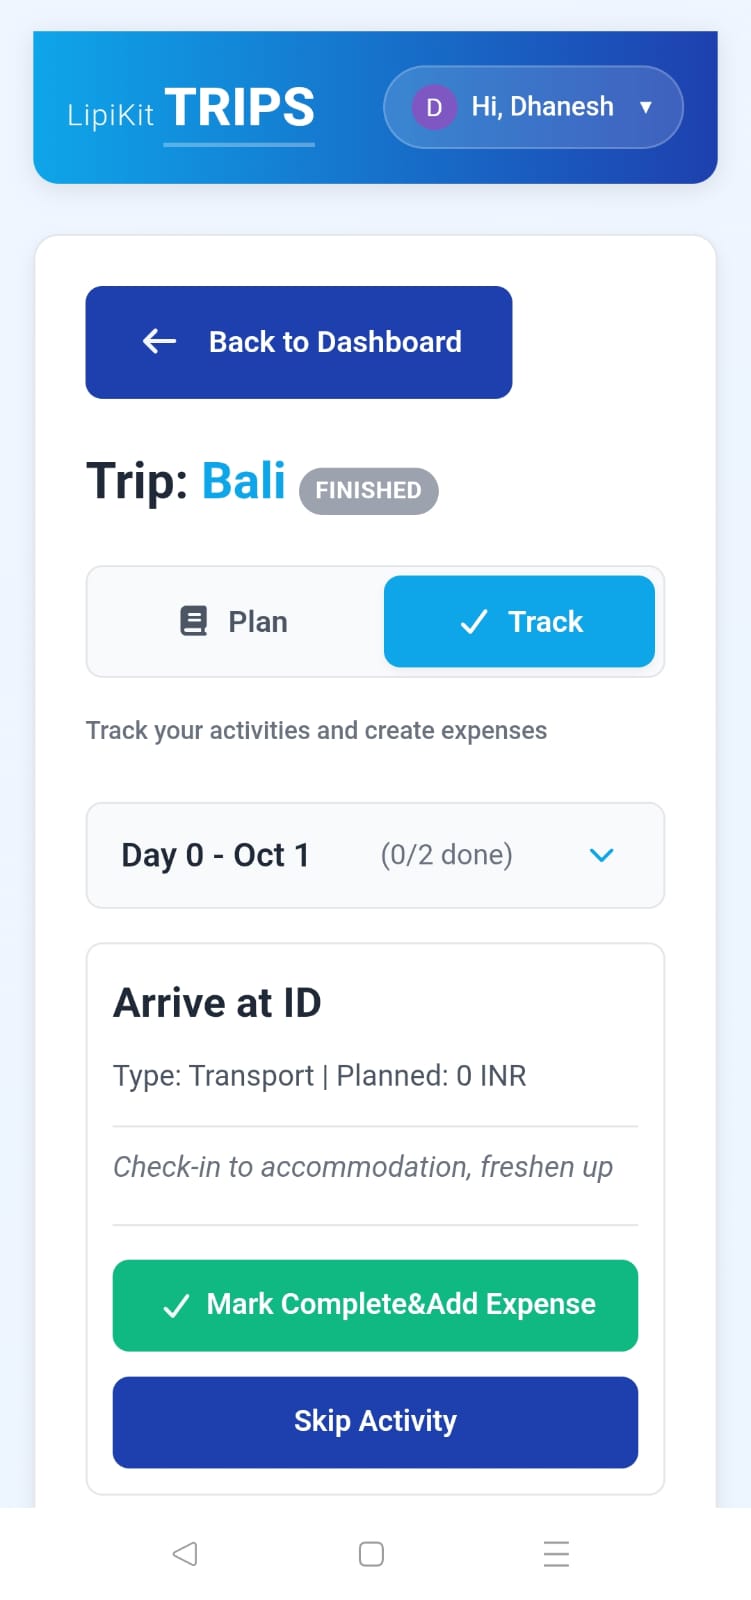 LipiKit TRIPS
D Hi, Dhanesh ▼
Back to Dashboard
Trip: Bali FINISHED
Plan
Track
Track your activities and create expenses
Day 0 - Oct 1 (0/2 done)
Arrive at ID
Type: Transport | Planned: 0 INR
Check-in to accommodation, freshen up
Mark Complete&Add Expense
Skip Activity